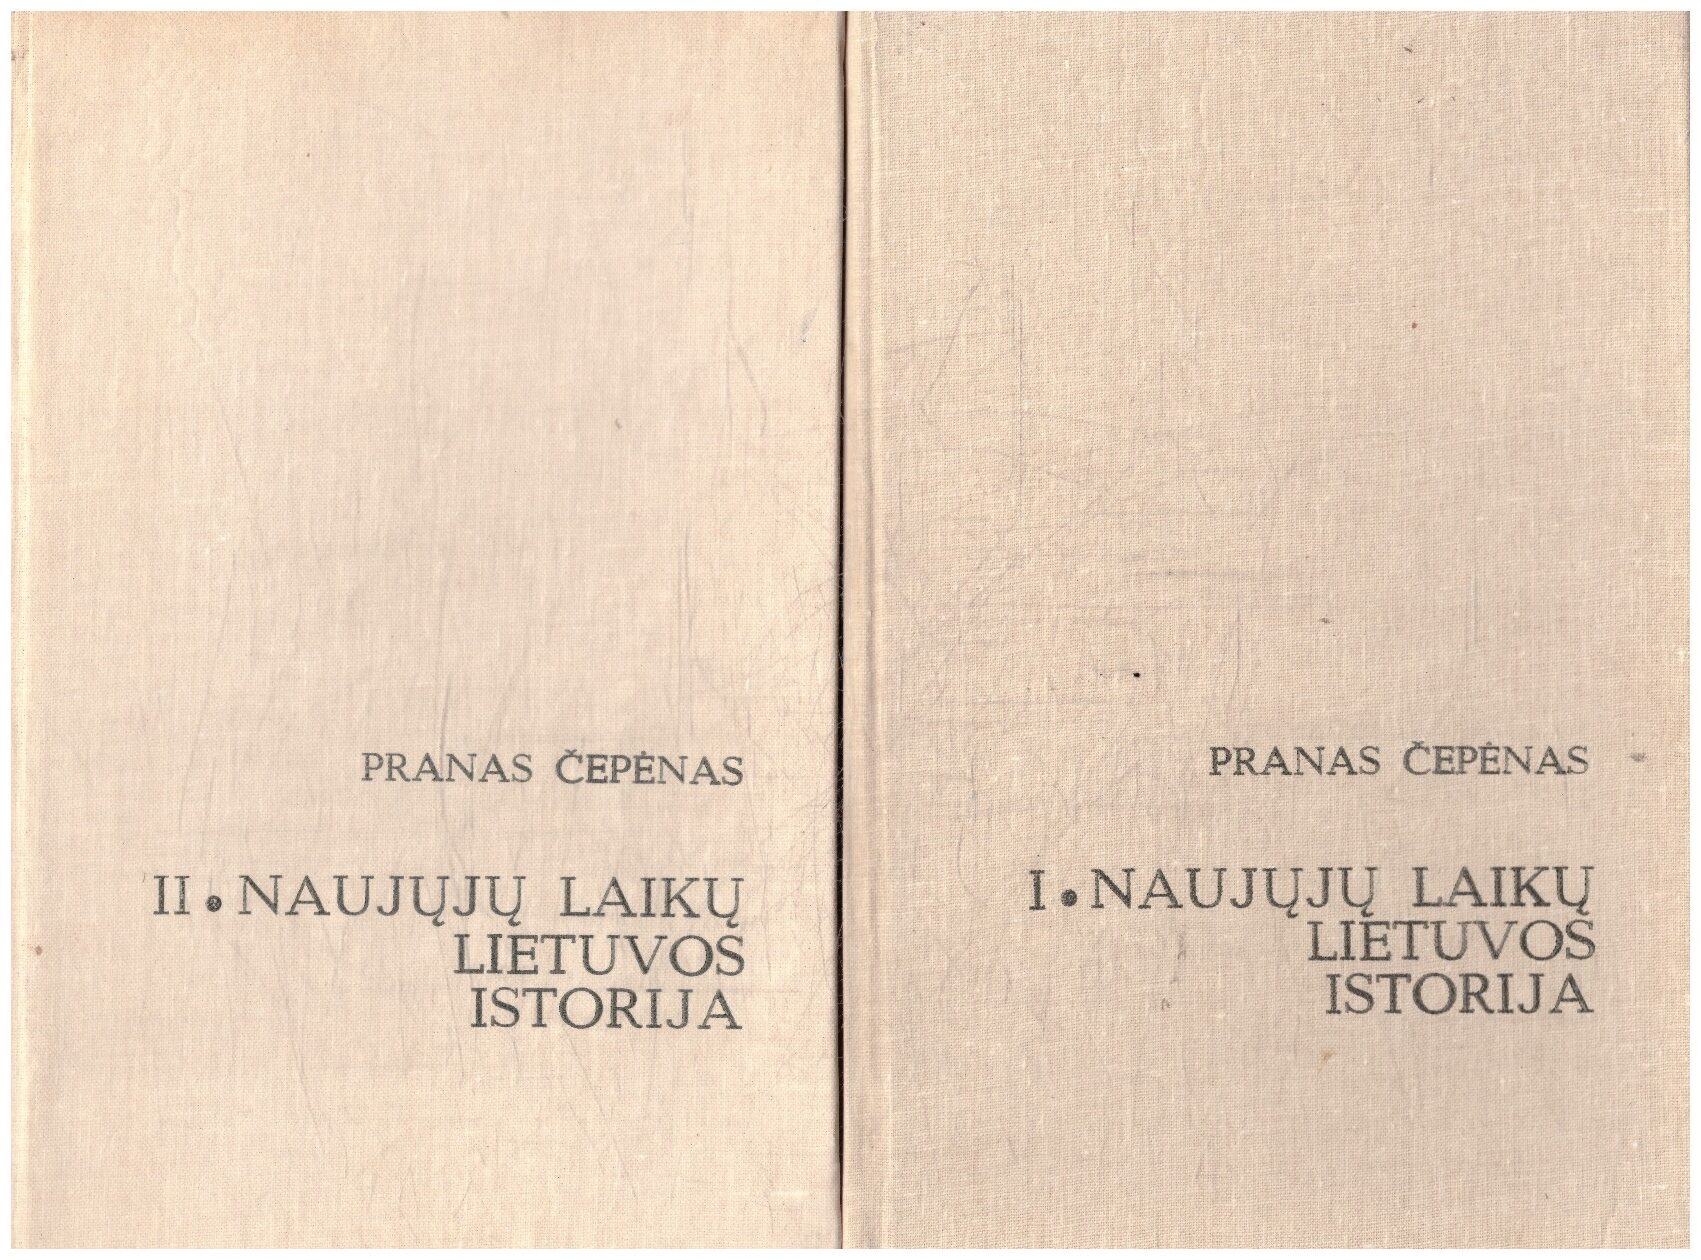 PRANAS ČEPĖNAS
II • NAUJŲJŲ LAIKŲ
LIETUVOS
ISTORIJA
PRANAS ČEPĖNAS
I • NAUJŲJŲ LAIKŲ
LIETUVOS
ISTORIJA